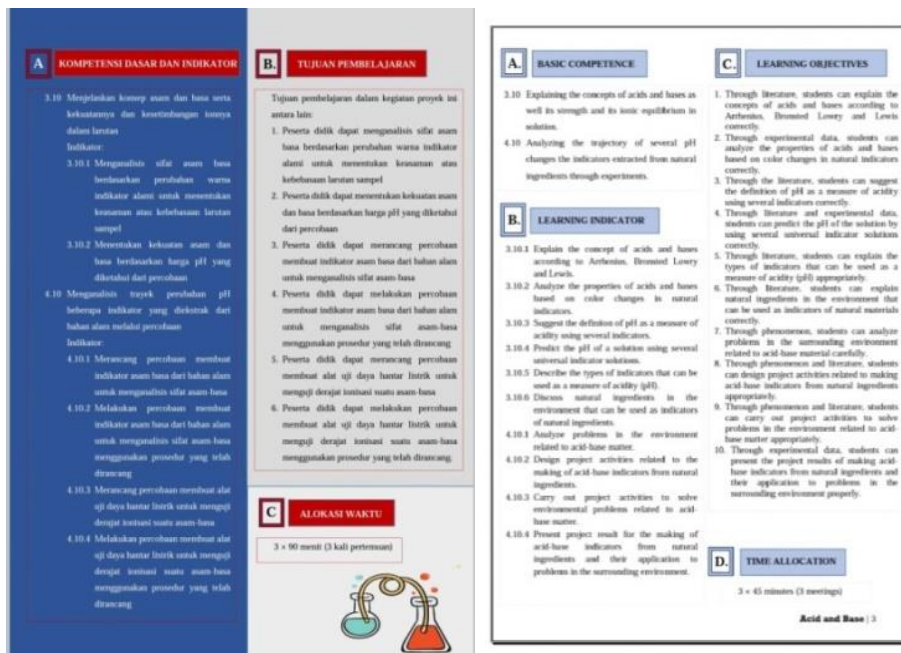 A
KOMPETENSI DASAR DAN INDIKATOR
3.10 Menjelaskan konsep asam dan basa serta
kekuatannya dan kesetimbangan ionnya
dalam larutan
Indikator:
3.10.1 Menganalisis sifat asam basa
berdasarkan perubahan warna
indikator alami untuk menentukan
keasaman atau kebebasaan larutan
sampel
3.10.2 Menentukan kekuatan asam dan
basa berdasarkan harga pH yang
diketahui dari percobaan
4.10 Menganalisis trayek perubahan pH
beberapa indikator yang diekstrak dari
bahan alam melalui percobaan
Indikator:
4.10.1 Merancang percobaan membuat
indikator asam basa dari bahan alam
untuk menganalisis sifat asam-basa
4.10.2 Melakukan percobaan membuat
indikator asam basa dari bahan alam
untuk menganalisis sifat asam-basa
menggunakan prosedur yang telah
dirancang
4.10.3 Merancang percobaan membuat alat
uji daya hantar listrik untuk menguji
derajat ionisasi suatu asam-basa
4.10.4 Melakukan percobaan membuat alat
uji daya hantar listrik untuk menguji
derajat ionisasi suatu asam-basa
menggunakan prosedur yang telah
dirancang
B.
TUJUAN PEMBELAJARAN
Tujuan pembelajaran dalam kegiatan proyek ini
antara lain:
1. Peserta didik dapat menganalisis sifat asam
basa berdasarkan perubahan warna indikator
alami untuk menentukan keasaman atau
kebebasaan larutan sampel
2. Peserta didik dapat menentukan kekuatan asam
dan basa berdasarkan harga pH yang diketahui
dari percobaan
3. Peserta didik dapat merancang percobaan
membuat indikator asam basa dari bahan alam
untuk menganalisis sifat asam-basa
4. Peserta didik dapat melakukan percobaan
membuat indikator asam basa dari bahan alam
untuk menganalisis sifat asam-basa
menggunakan prosedur yang telah dirancang
5. Peserta didik dapat merancang percobaan
membuat alat uji daya hantar listrik untuk
menguji derajat ionisasi suatu asam-basa
6. Peserta didik dapat melakukan percobaan
membuat alat uji daya hantar listrik untuk
menguji derajat ionisasi suatu asam-basa
menggunakan prosedur yang telah dirancang.
C
ALOKASI WAKTU
3 × 90 menit (3 kali pertemuan)
A.
BASIC COMPETENCE
3.10 Explaining the concepts of acids and bases as
well its strength and its ionic equilibrium in
solution.
4.10 Analyzing the trajectory of several pH
changes the indicators extracted from natural
ingredients through experiments.
B.
LEARNING INDICATOR
3.10.1 Explain the concept of acids and bases
according to Arrhenius, Bronsted Lowry
and Lewis.
3.10.2 Analyze the properties of acids and bases
based on color changes in natural
indicators.
3.10.3 Suggest the definition of pH as a measure of
acidity using several indicators.
3.10.4 Predict the pH of a solution using several
universal indicator solutions.
3.10.5 Describe the types of indicators that can be
used as a measure of acidity (pH).
3.10.6 Discuss natural ingredients in the
environment that can be used as indicators
of natural ingredients.
4.10.1 Analyze problems in the environment
related to acid-base matter.
4.10.2 Design project activities related to the
making of acid-base indicators from natural
ingredients.
4.10.3 Carry out project activities to solve
environmental problems related to acid-
base matter.
4.10.4 Present project result for the making of
acid-base indicators from natural
ingredients and their application to
problems in the surrounding environment.
C.
LEARNING OBJECTIVES
1. Through literature, students can explain the
concepts of acids and bases according to
Arrhenius, Bronsted Lowry and Lewis
correctly.
2. Through experimental data, students can
analyze the properties of acids and bases
based on color changes in natural indicators
correctly.
3. Through the literature, students can suggest
the definition of pH as a measure of acidity
using several indicators correctly.
4. Through literature and experimental data,
students can predict the pH of the solution by
using several universal indicator solutions
correctly.
5. Through literature, students can explain the
types of indicators that can be used as a
measure of acidity (pH) appropriately.
6. Through literature, students can explain
natural ingredients in the environment that
can be used as indicators of natural materials
correctly.
7. Through phenomenon, students can analyze
problems in the surrounding environment
related to acid-base material carefully.
8. Through phenomenon and literature, students
can design project activities related to making
acid-base indicators from natural ingredients
appropriately.
9. Through phenomenon and literature, students
can carry out project activities to solve
problems in the environment related to acid-
base matter appropriately.
10. Through experimental data, students can
present the project results of making acid-
base indicators from natural ingredients and
their application to problems in the
surrounding environment properly.
D.
TIME ALLOCATION
3 × 45 minutes (3 meetings)
Acid and Base | 3